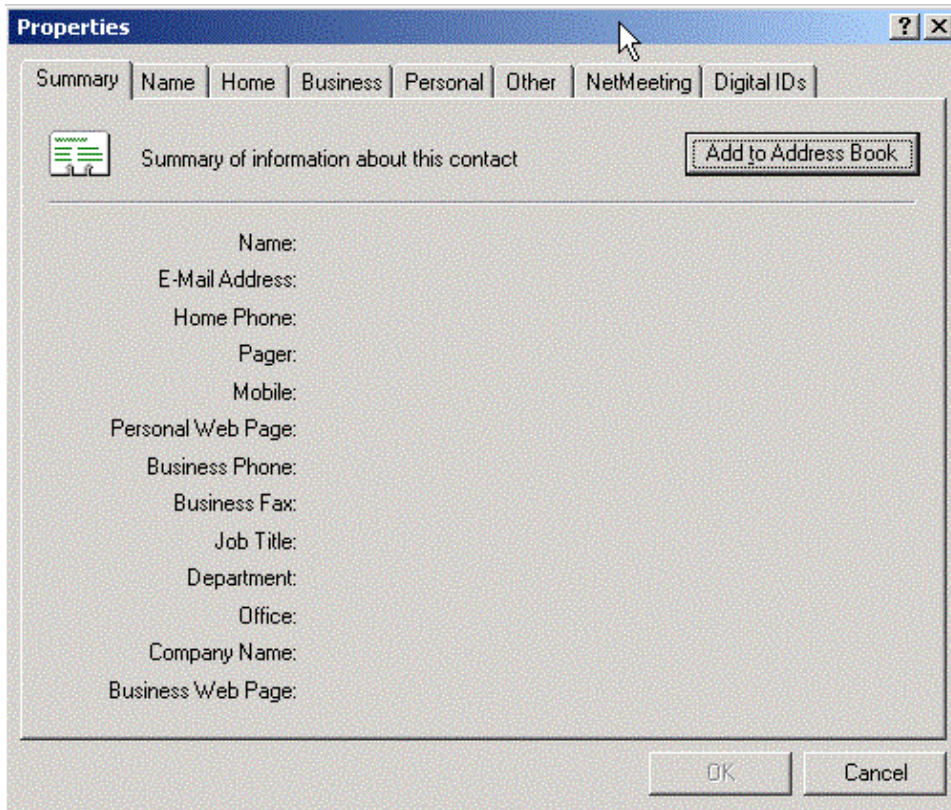 Properties
Summary Name Home Business Personal Other NetMeeting Digital IDs
Summary of information about this contact Add to Address Book
Name:
E-Mail Address:
Home Phone:
Pager:
Mobile:
Personal Web Page:
Business Phone:
Business Fax:
Job Title:
Department:
Office:
Company Name:
Business Web Page:
OK Cancel